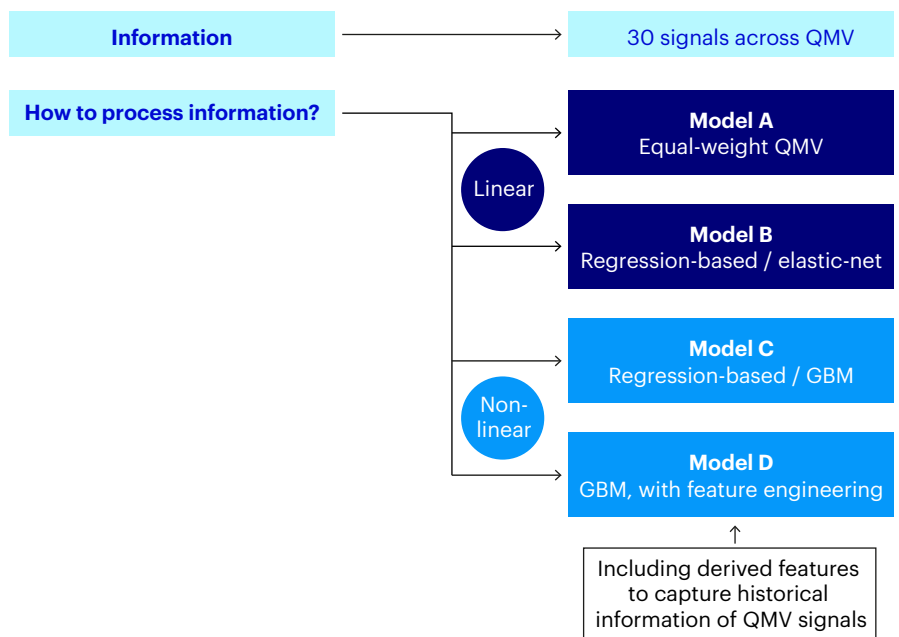 Information
30 signals across QMV
How to process information?
Linear
Model A
Equal-weight QMV
Model B
Regression-based / elastic-net
Non-
linear
Model C
Regression-based / GBM
Model D
GBM, with feature engineering
Including derived features
to capture historical
information of QMV signals